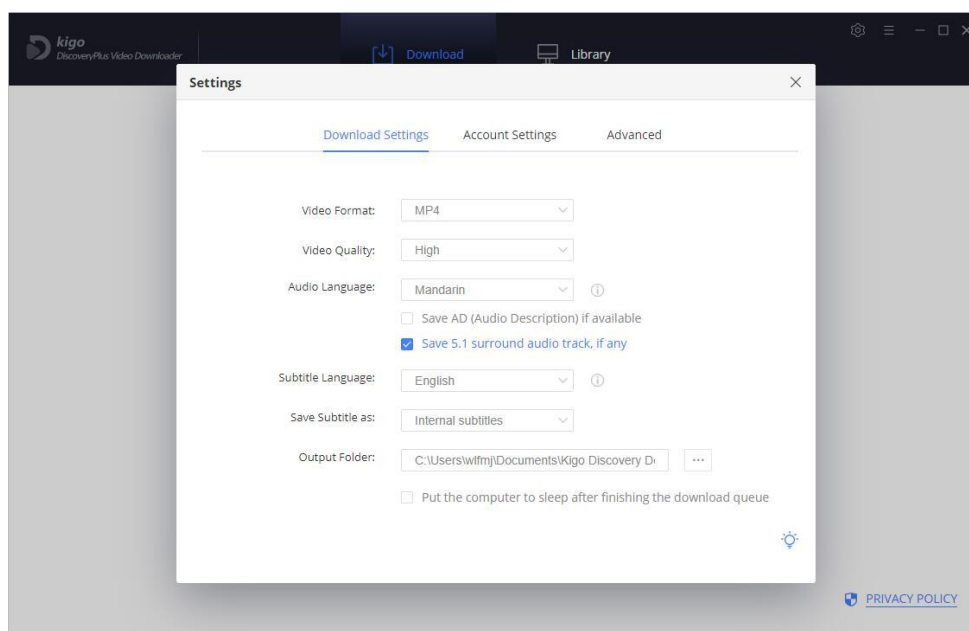 kigo
DiscoveryPlus Video Downloader
Download
Library
Settings
Download Settings
Account Settings
Advanced
Video Format:
MP4
Video Quality:
High
Audio Language:
Mandarin
Save AD (Audio Description) if available
Save 5.1 surround audio track, if any
Subtitle Language:
English
Save Subtitle as:
Internal subtitles
Output Folder:
C:\Users\wlfmj\Documents\Kigo Discovery D
...
Put the computer to sleep after finishing the download queue
PRIVACY POLICY